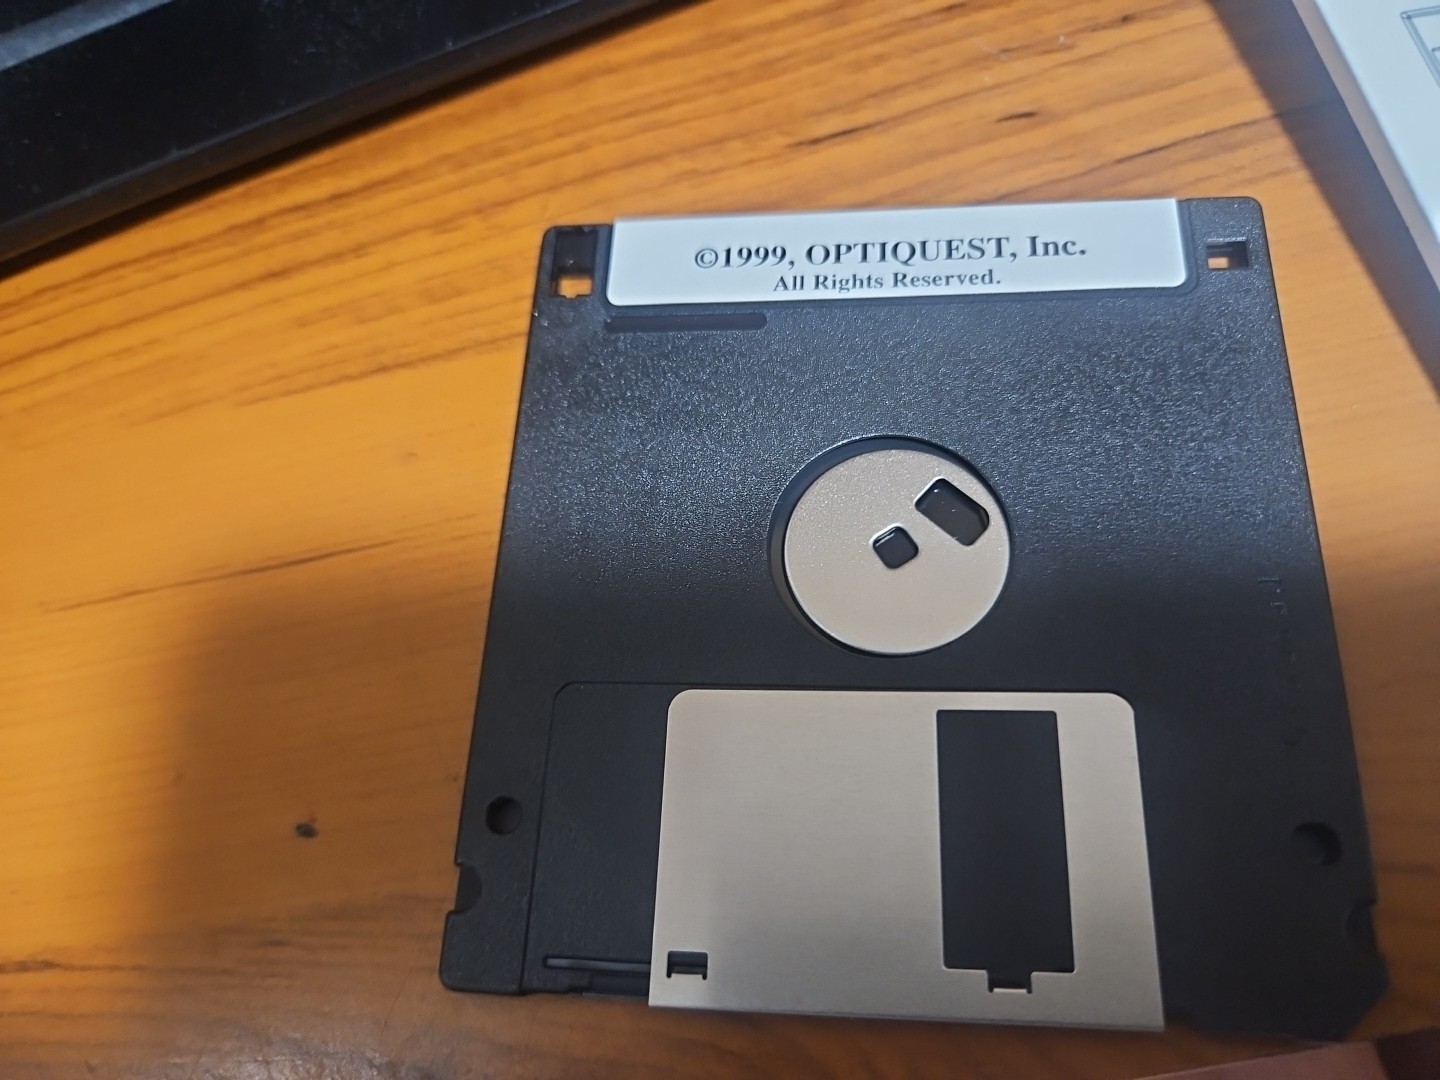 ©1999, OPTIQUEST, Inc.
All Rights Reserved.